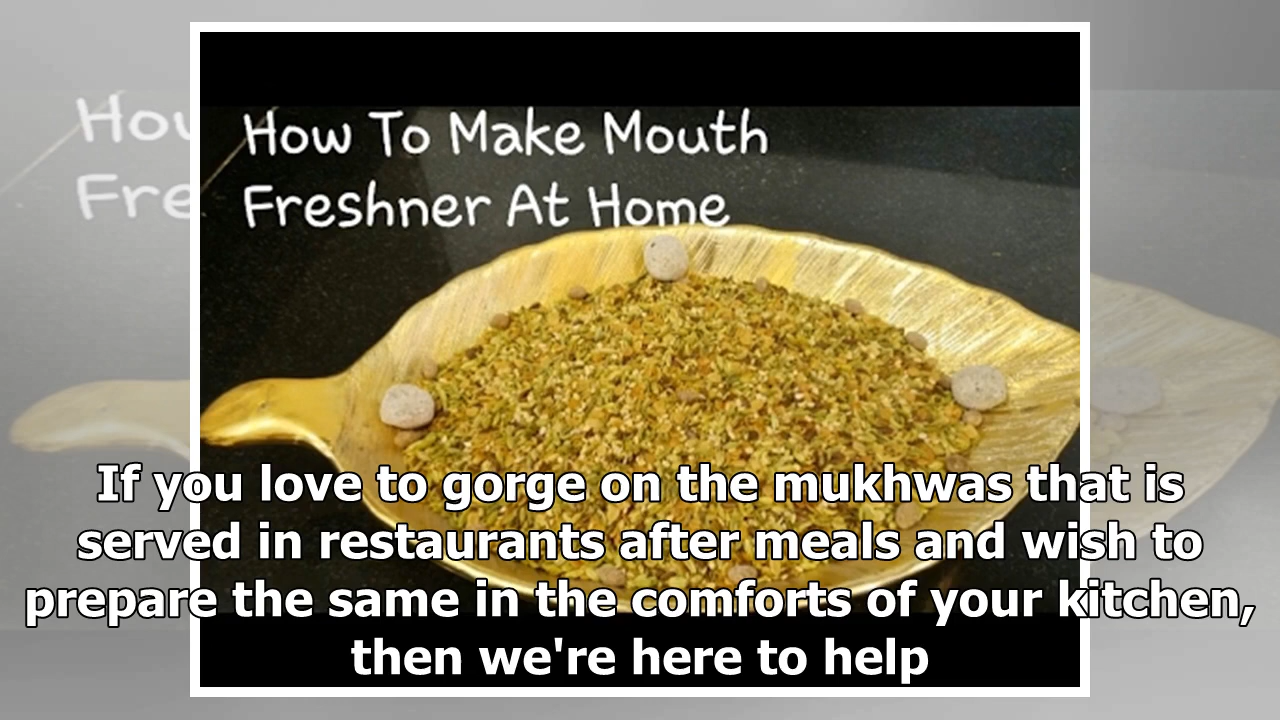 How To Make Mouth
Freshner At Home
If you love to gorge on the mukhwas that is
served in restaurants after meals and wish to
prepare the same in the comforts of your kitchen,
then we're here to help